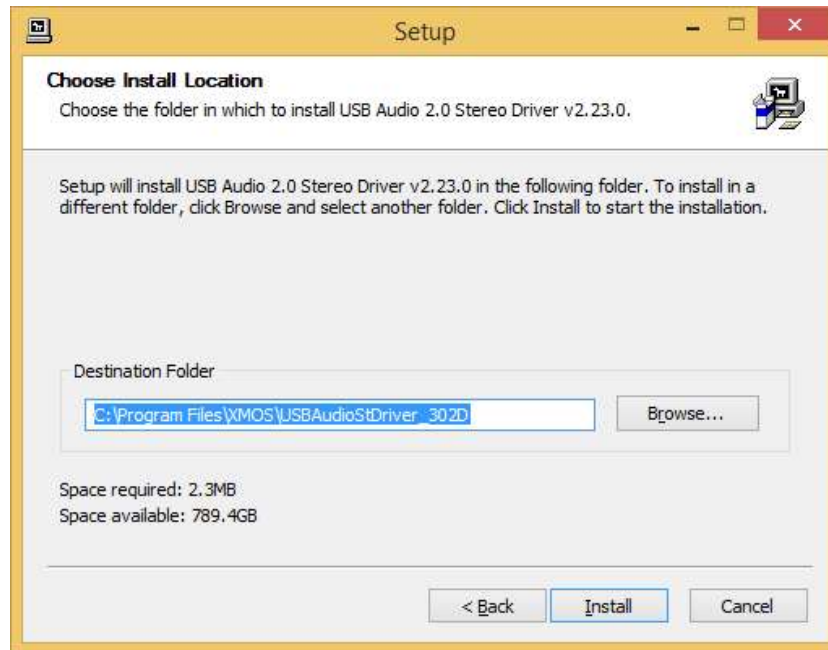 Setup
Choose Install Location
Choose the folder in which to install USB Audio 2.0 Stereo Driver v2.23.0.
Setup will install USB Audio 2.0 Stereo Driver v2.23.0 in the following folder. To install in a
different folder, click Browse and select another folder. Click Install to start the installation.
Destination Folder
C:\Program Files\XMOS\USBAudioStDriver_302D
Browse...
Space required: 2.3MB
Space available: 789.4GB
< Back
Install
Cancel